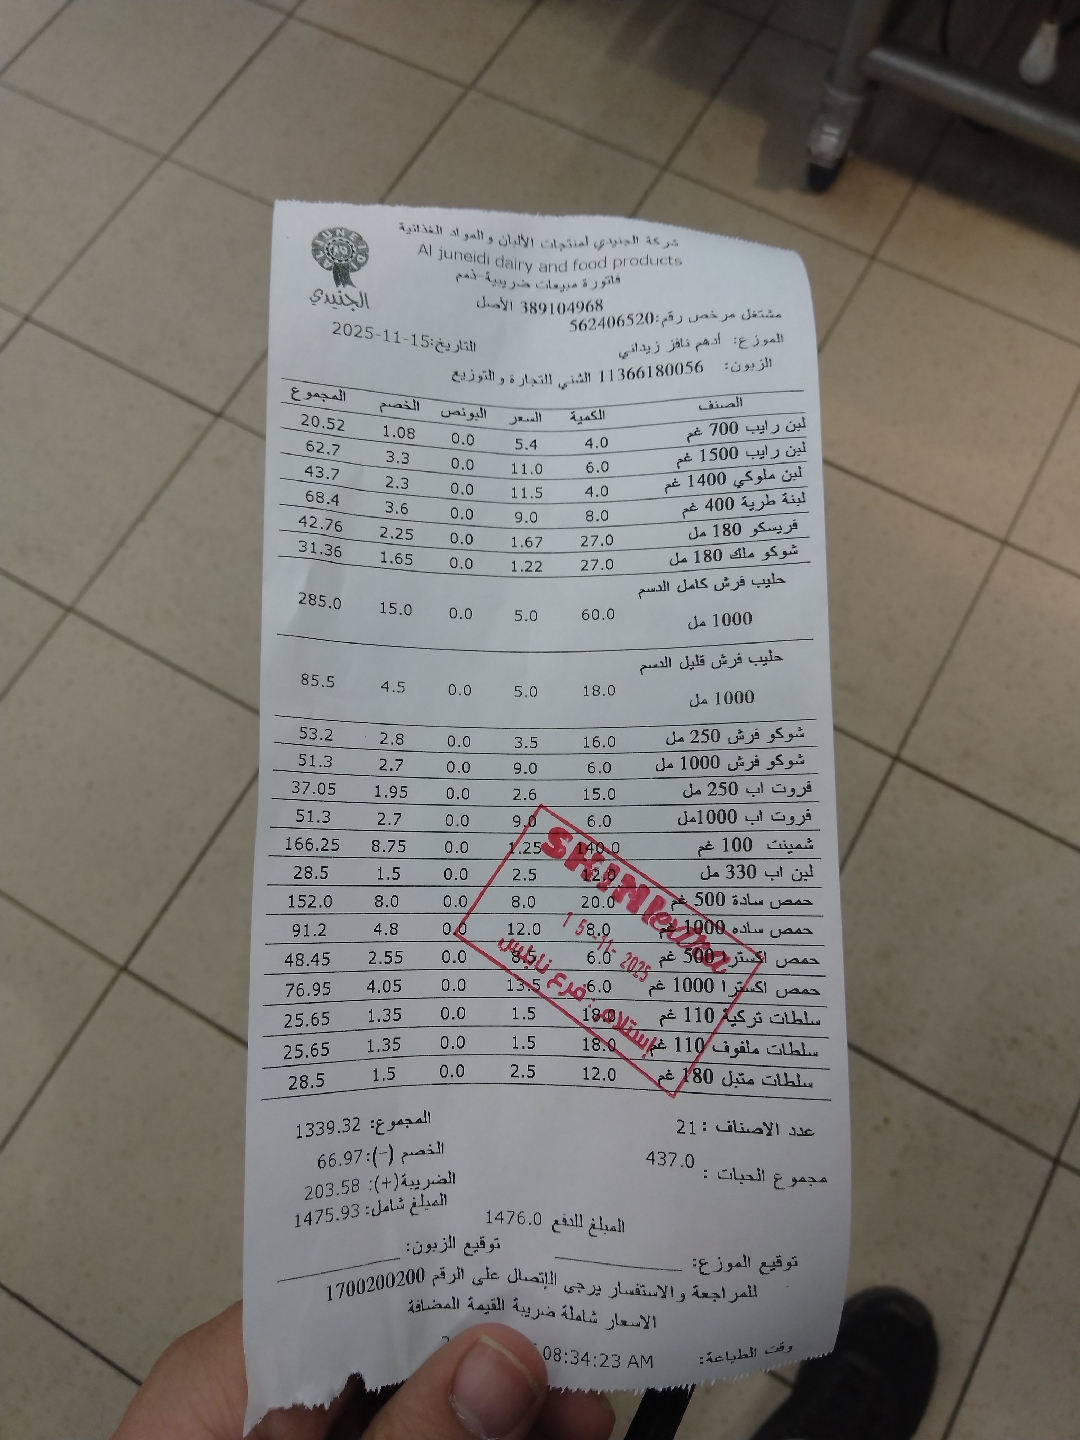 JUNEIDI
الجنيدي
شركة الجنيدي لمنتجات الألبان والمواد الغذائية
Al juneidi dairy and food products
فاتورة مبيعات ضريبية-ذمم
389104968 الأصل
مشتغل مرخص رقم:562406520
التاريخ:2025-11-15
الموزع: أدهم نافز زيداني
الزبون: 11366180056 الشني للتجارة والتوزيع
الصنف الكمية السعر البونص الخصم المجموع
لبن رايب 700 غم 4.0 5.4 0.0 1.08 20.52
لبن رايب 1500 غم 6.0 11.0 0.0 3.3 62.7
لبن ملوكي 1400 غم 4.0 11.5 0.0 2.3 43.7
لبنة طرية 400 غم 8.0 9.0 0.0 3.6 68.4
فريسكو 180 مل 27.0 1.67 0.0 2.25 42.76
شوكو ملك 180 مل 27.0 1.22 0.0 1.65 31.36
حليب فرش كامل الدسم
1000 مل 60.0 5.0 0.0 15.0 285.0
حليب فرش قليل الدسم
1000 مل 18.0 5.0 0.0 4.5 85.5
شوكو فرش 250 مل 16.0 3.5 0.0 2.8 53.2
شوكو فرش 1000 مل 6.0 9.0 0.0 2.7 51.3
فروت اب 250 مل 15.0 2.6 0.0 1.95 37.05
فروت اب 1000مل 6.0 9.0 0.0 2.7 51.3
شمينت 100 غم 140.0 1.25 0.0 8.75 166.25
لبن اب 330 مل 12.0 2.5 0.0 1.5 28.5
حمص سادة 500 غم 20.0 8.0 0.0 8.0 152.0
حمص ساده 1000 غم 8.0 12.0 0.0 4.8 91.2
حمص اكسترا 500 غم 6.0 8.5 0.0 2.55 48.45
حمص اكسترا 1000 غم 6.0 13.5 0.0 4.05 76.95
سلطات تركية 110 غم 18.0 1.5 0.0 1.35 25.65
سلطات ملفوف 110 غم 18.0 1.5 0.0 1.35 25.65
سلطات متبل 180 غم 12.0 2.5 0.0 1.5 28.5
extra
15-11-2025
إستلام: فرع نابلس
عدد الاصناف : 21
المجموع: 1339.32
مجموع الحبات : 437.0
الخصم (-):66.97
الضريبة(+): 203.58
المبلغ شامل: 1475.93
المبلغ للدفع 1476.0
توقيع الموزع:
توقيع الزبون:
للمراجعة والاستفسار يرجى الإتصال على الرقم 1700200200
الاسعار شاملة ضريبة القيمة المضافة
وقت الطباعة: 08:34:23 AM